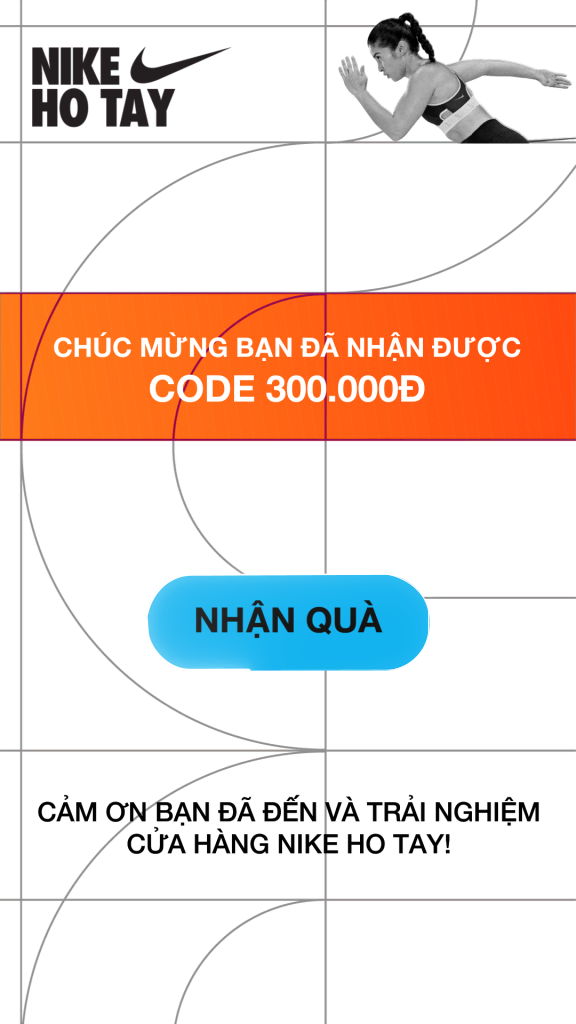 NIKE
HO TAY
CHÚC MỪNG BẠN ĐÃ NHẬN ĐƯỢC
CODE 300.000Đ
NHẬN QUÀ
CẢM ƠN BẠN ĐÃ ĐẾN VÀ TRẢI NGHIỆM
CỬA HÀNG NIKE HO TAY!